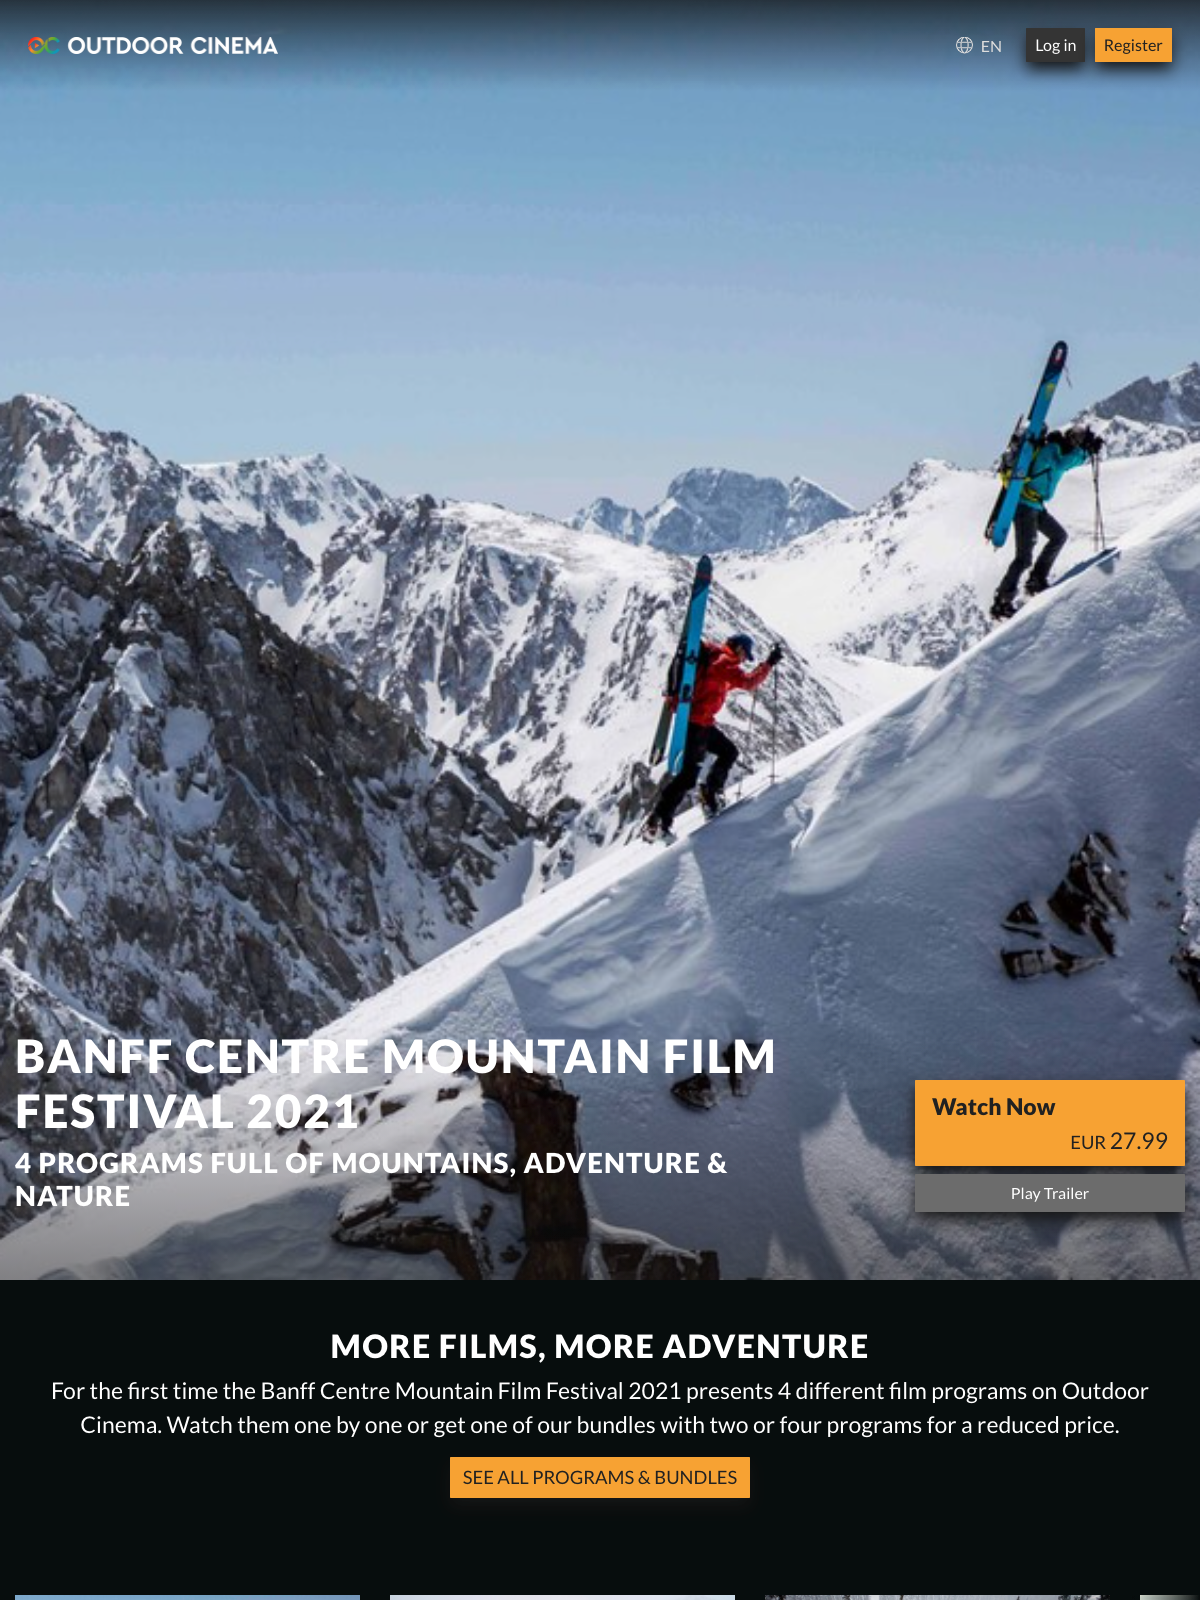 OUTDOOR CINEMA
EN
Log in
Register
BANFF CENTRE MOUNTAIN FILM
FESTIVAL 2021
4 PROGRAMS FULL OF MOUNTAINS, ADVENTURE &
NATURE
Watch Now
EUR 27.99
Play Trailer
MORE FILMS, MORE ADVENTURE
For the first time the Banff Centre Mountain Film Festival 2021 presents 4 different film programs on Outdoor
Cinema. Watch them one by one or get one of our bundles with two or four programs for a reduced price.
SEE ALL PROGRAMS & BUNDLES